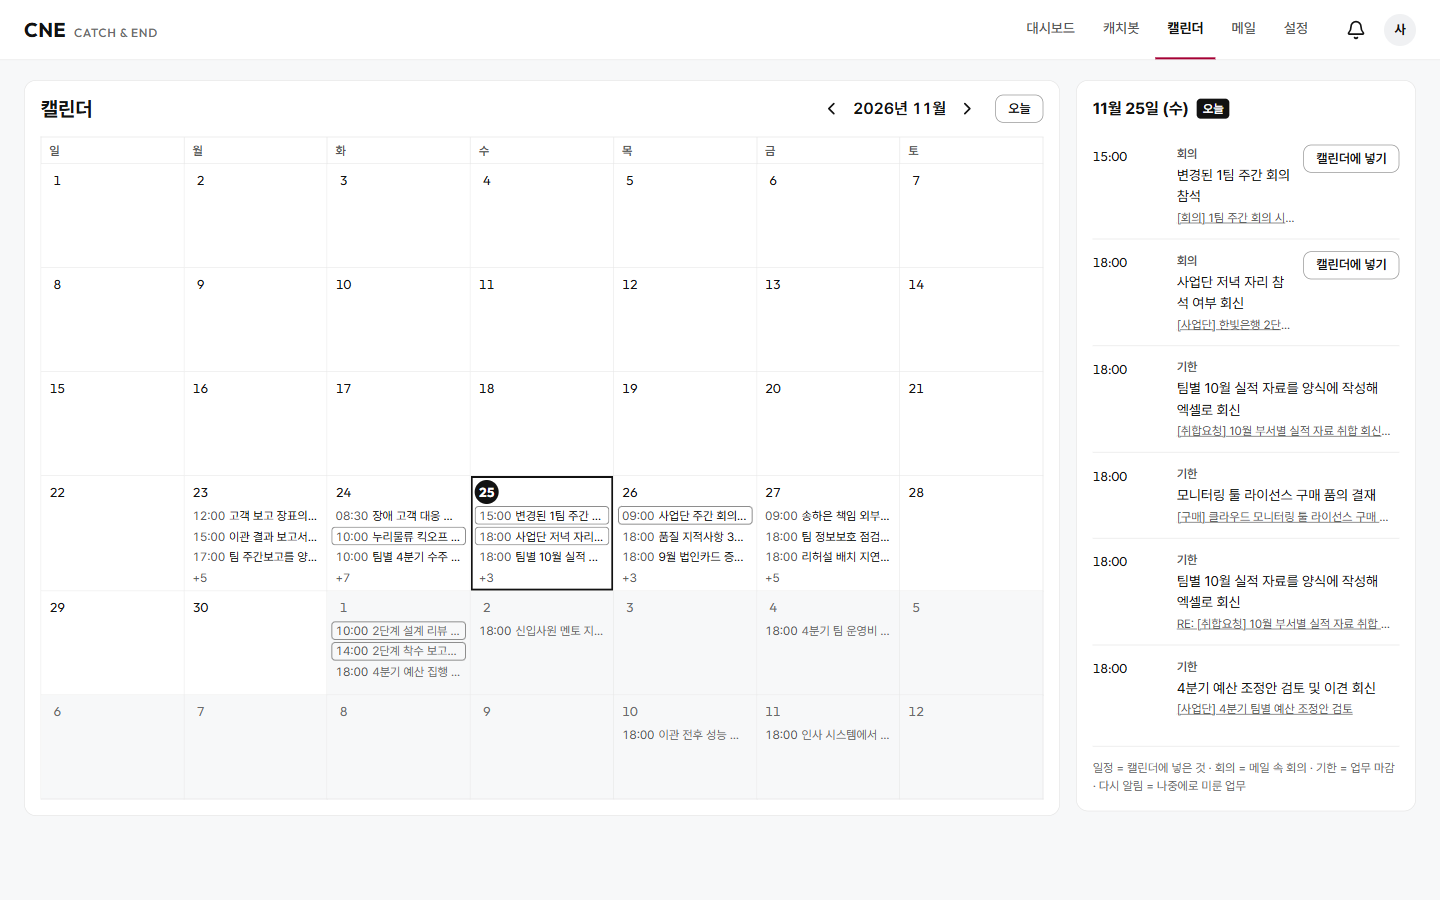 CNE CATCH & END
대시보드 캐치봇 캘린더 메일 설정 사
캘린더
2026년 11월 오늘
일 월 화 수 목 금 토
1 2 3 4 5 6 7
8 9 10 11 12 13 14
15 16 17 18 19 20 21
22 23 24 25 26 27 28
12:00 고객 보고 장표의... 08:30 장애 고객 대응 ... 15:00 변경된 1팀 주간 ... 09:00 사업단 주간 회의... 09:00 송하은 책임 외부...
15:00 이관 결과 보고서... 10:00 누리물류 킥오프 ... 18:00 사업단 저녁 자리... 18:00 품질 지적사항 3... 18:00 팀 정보보호 점검...
17:00 팀 주간보고를 양... 10:00 팀별 4분기 수주 ... 18:00 팀별 10월 실적 ... 18:00 9월 법인카드 증... 18:00 리허설 배치 지연...
+5 +7 +3 +3 +5
29 30 1 2 3 4 5
10:00 2단계 설계 리뷰 ... 18:00 신입사원 멘토 지... 18:00 4분기 팀 운영비 ...
14:00 2단계 착수 보고...
18:00 4분기 예산 집행 ...
6 7 8 9 10 11 12
18:00 이관 전후 성능 ... 18:00 인사 시스템에서 ...
11월 25일 (수) 오늘
15:00 회의 캘린더에 넣기
변경된 1팀 주간 회의
참석
[회의] 1팀 주간 회의 시...
18:00 회의 캘린더에 넣기
사업단 저녁 자리 참
석 여부 회신
[사업단] 한빛은행 2단...
18:00 기한
팀별 10월 실적 자료를 양식에 작성해
엑셀로 회신
[취합요청] 10월 부서별 실적 자료 취합 회신...
18:00 기한
모니터링 툴 라이선스 구매 품의 결재
[구매] 클라우드 모니터링 툴 라이선스 구매 ...
18:00 기한
팀별 10월 실적 자료를 양식에 작성해
엑셀로 회신
RE: [취합요청] 10월 부서별 실적 자료 취합 ...
18:00 기한
4분기 예산 조정안 검토 및 이견 회신
[사업단] 4분기 팀별 예산 조정안 검토
일정 = 캘린더에 넣은 것 · 회의 = 메일 속 회의 · 기한 = 업무 마감
· 다시 알림 = 나중에로 미룬 업무